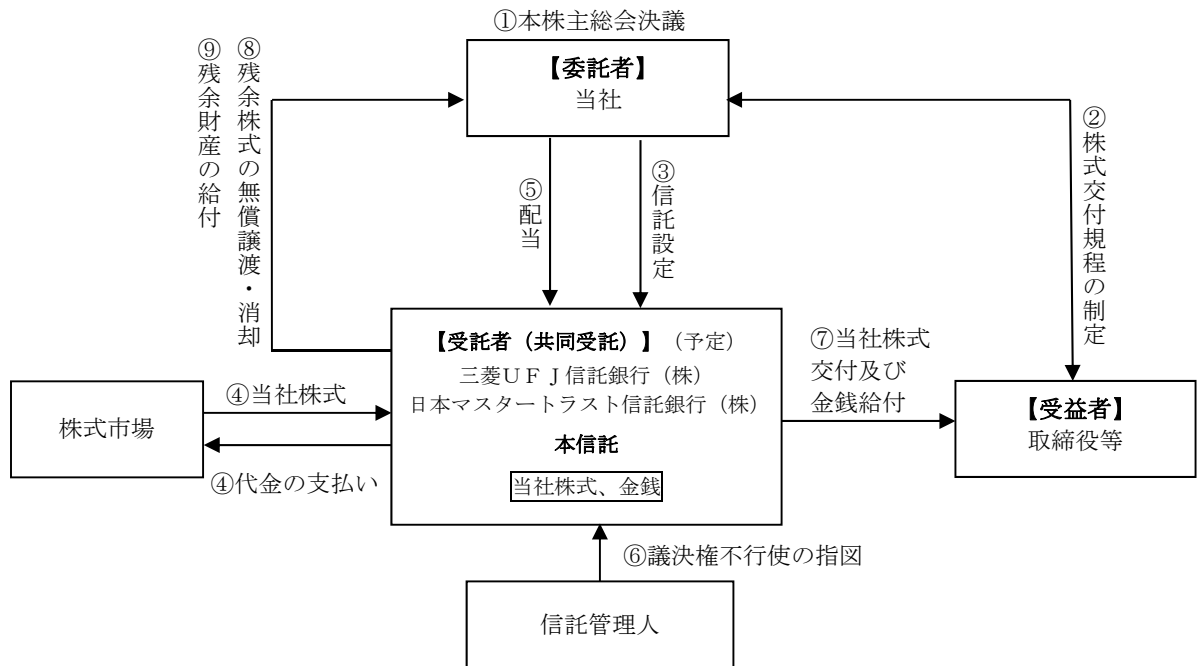 ①本株主総会決議
【委託者】
当社
⑨残余財産の給付
⑧残余株式の無償譲渡・消却
⑤配当
③信託設定
②株式交付規程の制定
【受託者（共同受託）】（予定）
三菱ＵＦＪ信託銀行（株）
日本マスタートラスト信託銀行（株）
本信託
当社株式、金銭
株式市場
④当社株式
④代金の支払い
⑦当社株式
交付及び
金銭給付
【受益者】
取締役等
⑥議決権不行使の指図
信託管理人